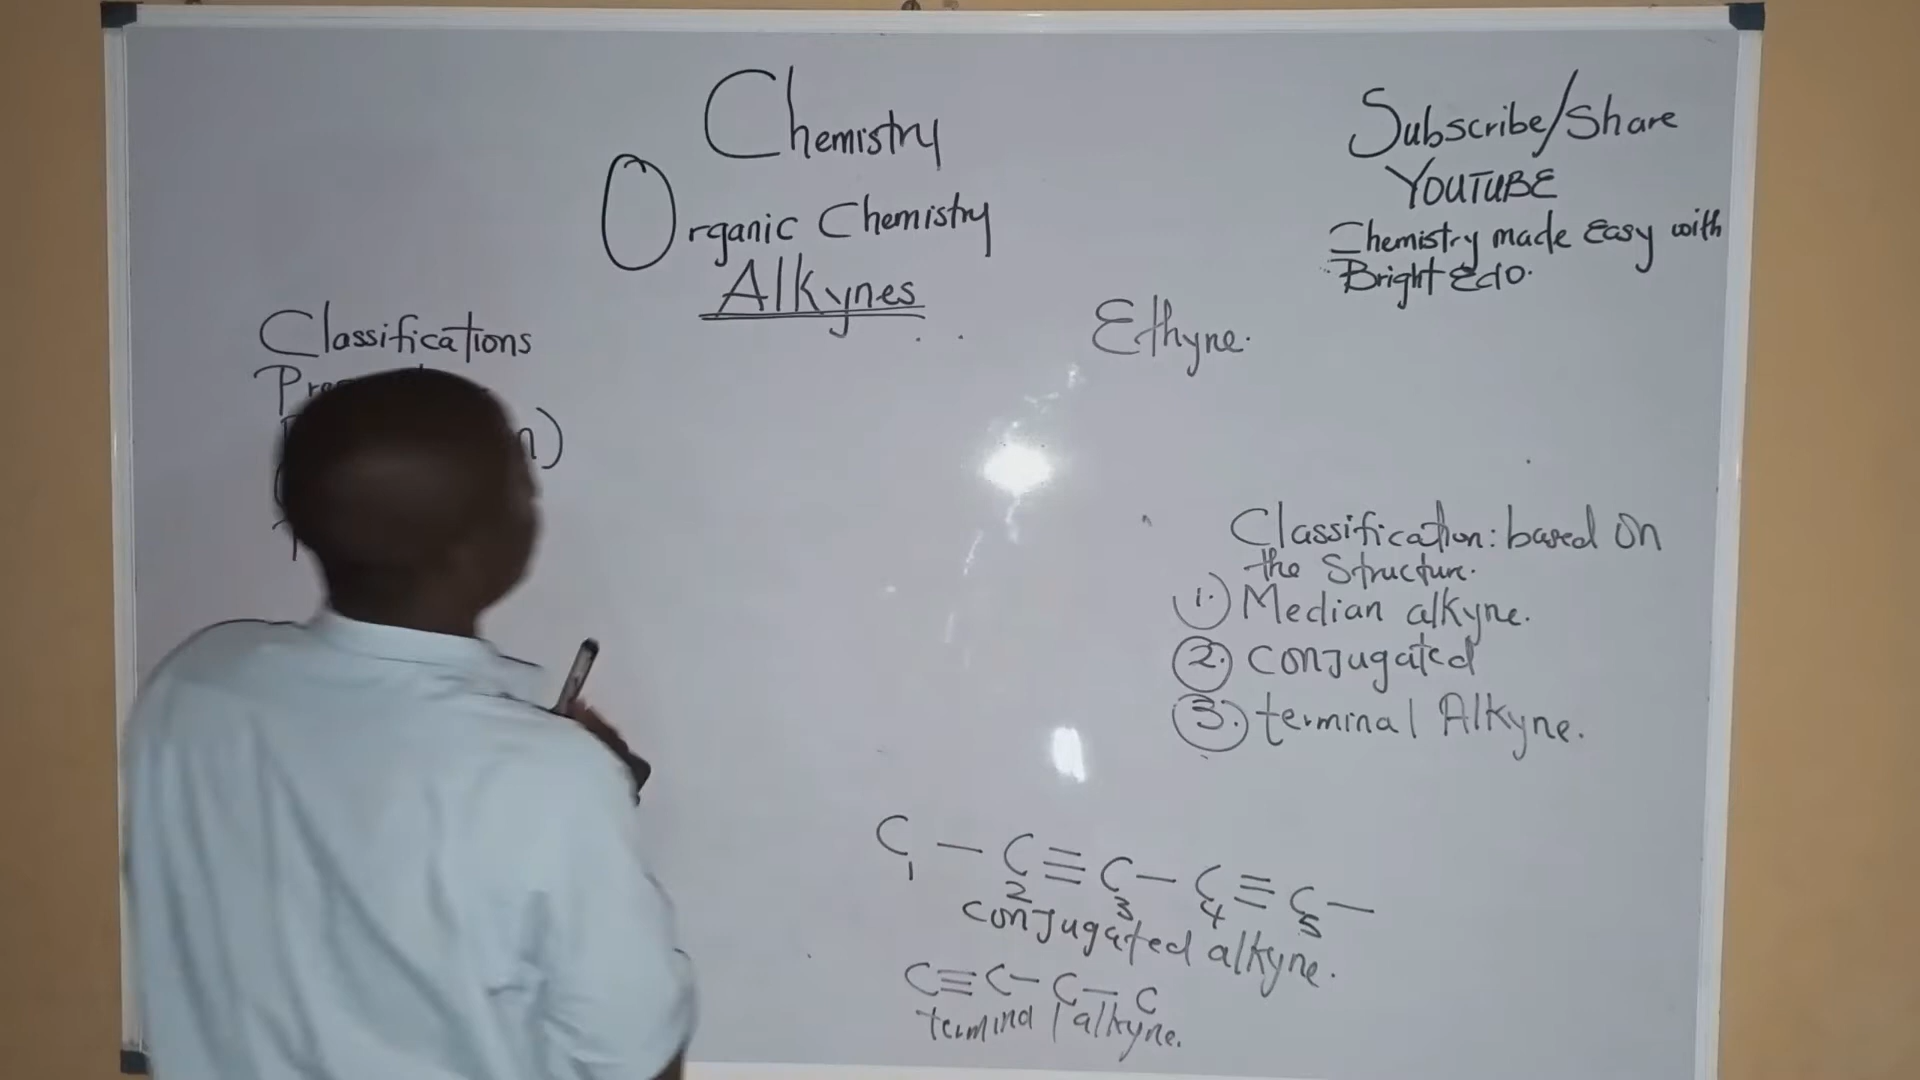 Chemistry
Organic Chemistry
Alkynes
Subscribe/Share
YOUTUBE
Chemistry made Easy with
Bright Edo.
Classifications
Ethyne.
Classification: based on
the Structure.
1. Median alkyne.
2. Conjugated
3. terminal Alkyne.
C — C ≡ C — C ≡ C —
1 2 3 4 5
Conjugated alkyne.
C ≡ C — C — C
terminal alkyne.